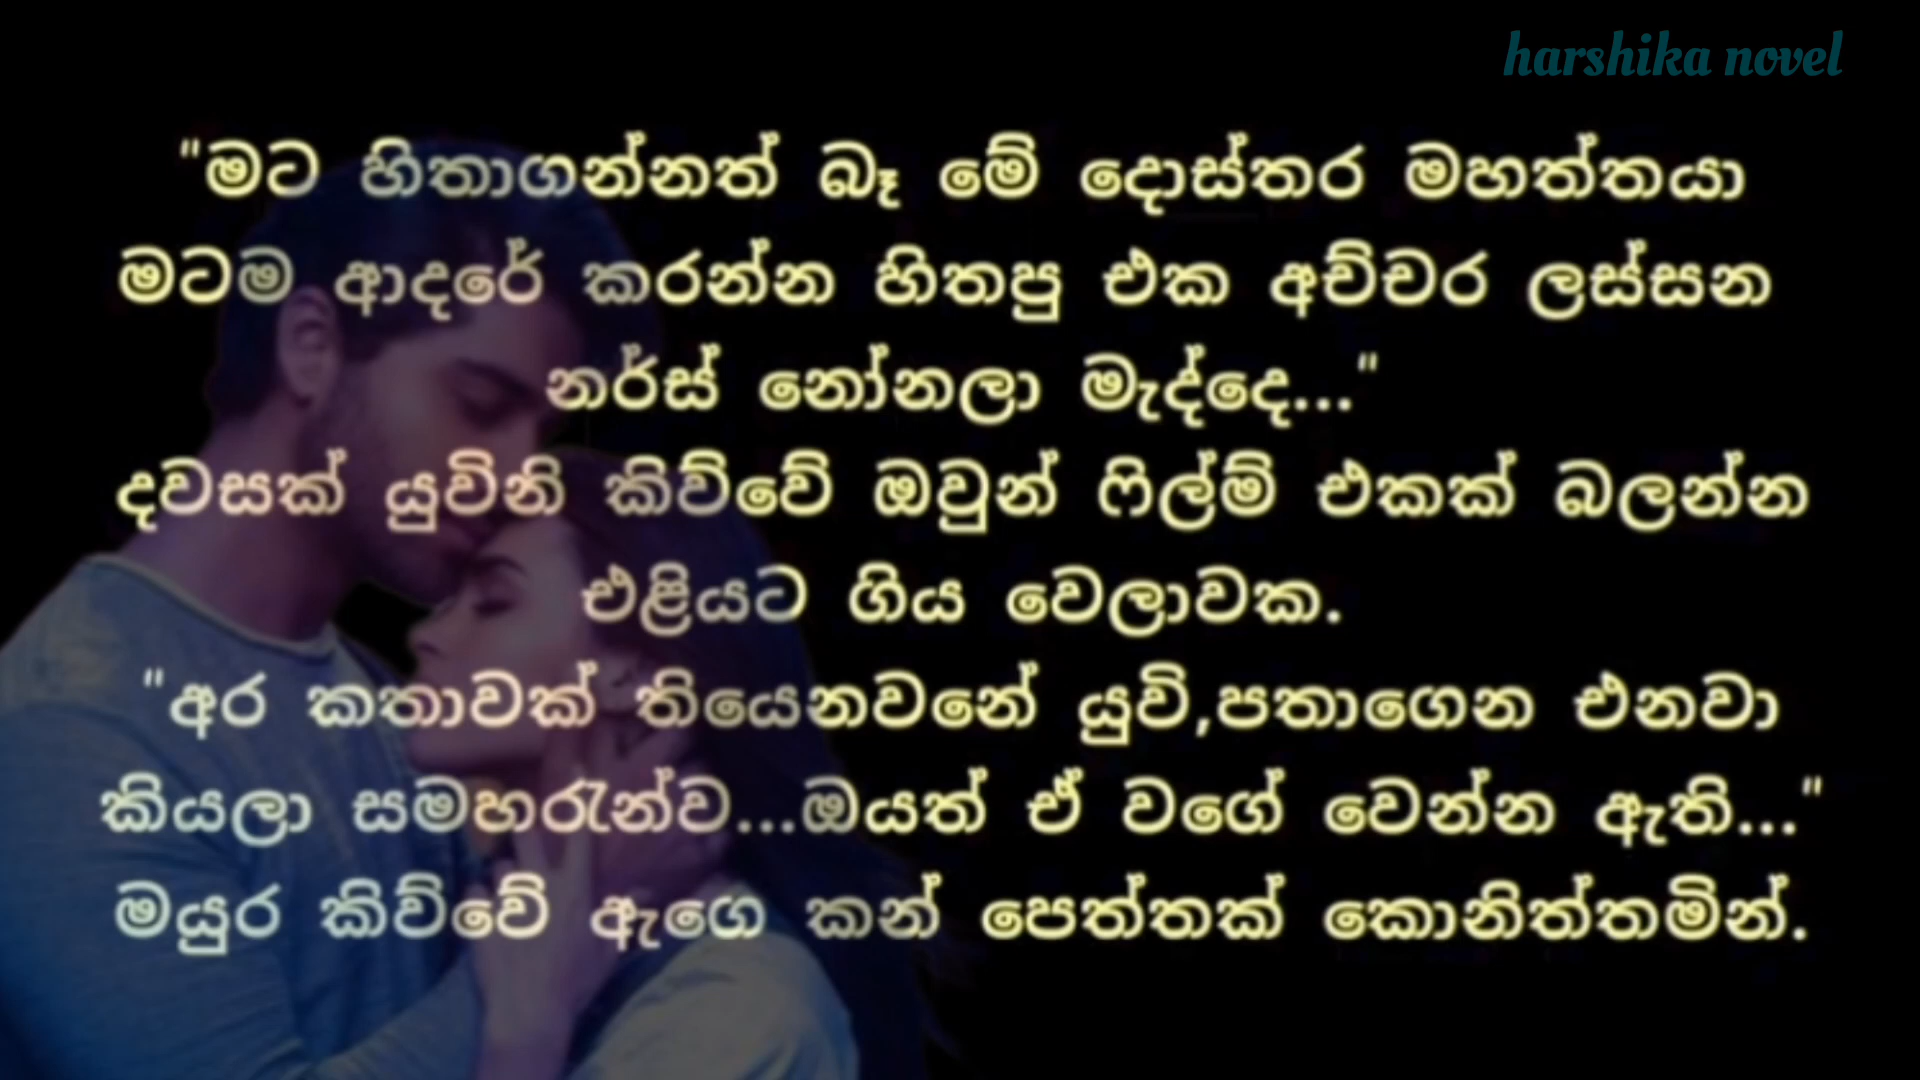 harshika novel
"මට හිතාගන්නත් බෑ මේ දොස්තර මහත්තයා
මටම ආදරේ කරන්න හිතපු එක අච්චර ලස්සන
නර්ස් නෝනලා මැද්දෙ..."
දවසක් යුවිනි කිව්වේ ඔවුන් ෆිල්ම් එකක් බලන්න
එළියට ගිය වෙලාවක.
"අර කතාවක් තියෙනවනේ යුවි,පතාගෙන එනවා
කියලා සමහරැන්ව...ඔයත් ඒ වගේ වෙන්න ඇති..."
මයුර කිව්වේ ඇගෙ කන් පෙත්තක් කොනිත්තමින්.